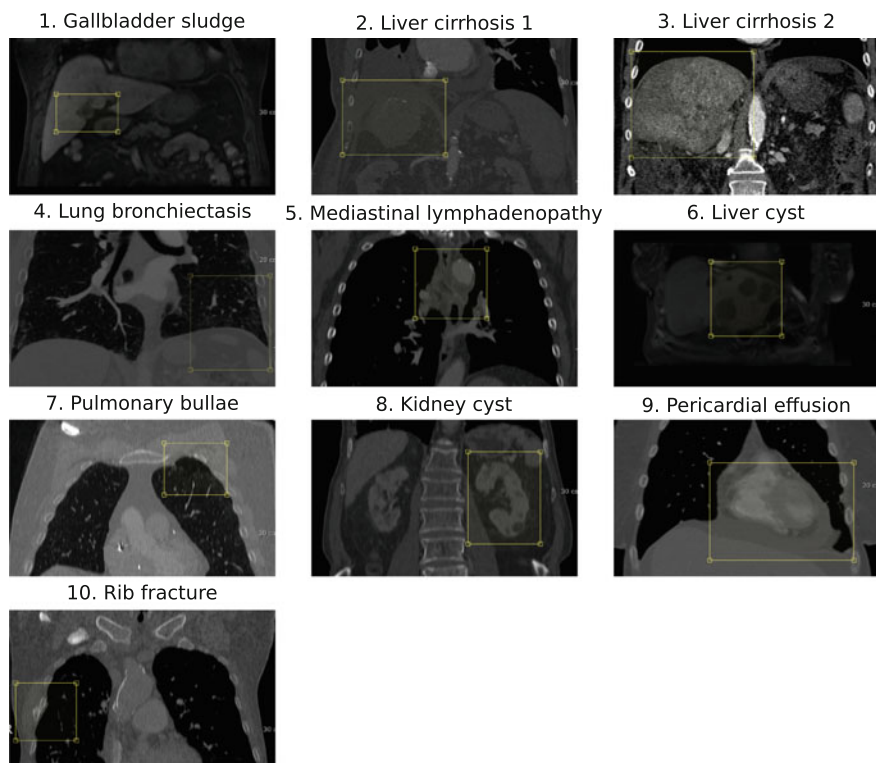 1. Gallbladder sludge
2. Liver cirrhosis 1
3. Liver cirrhosis 2
4. Lung bronchiectasis
5. Mediastinal lymphadenopathy
6. Liver cyst
7. Pulmonary bullae
8. Kidney cyst
9. Pericardial effusion
10. Rib fracture